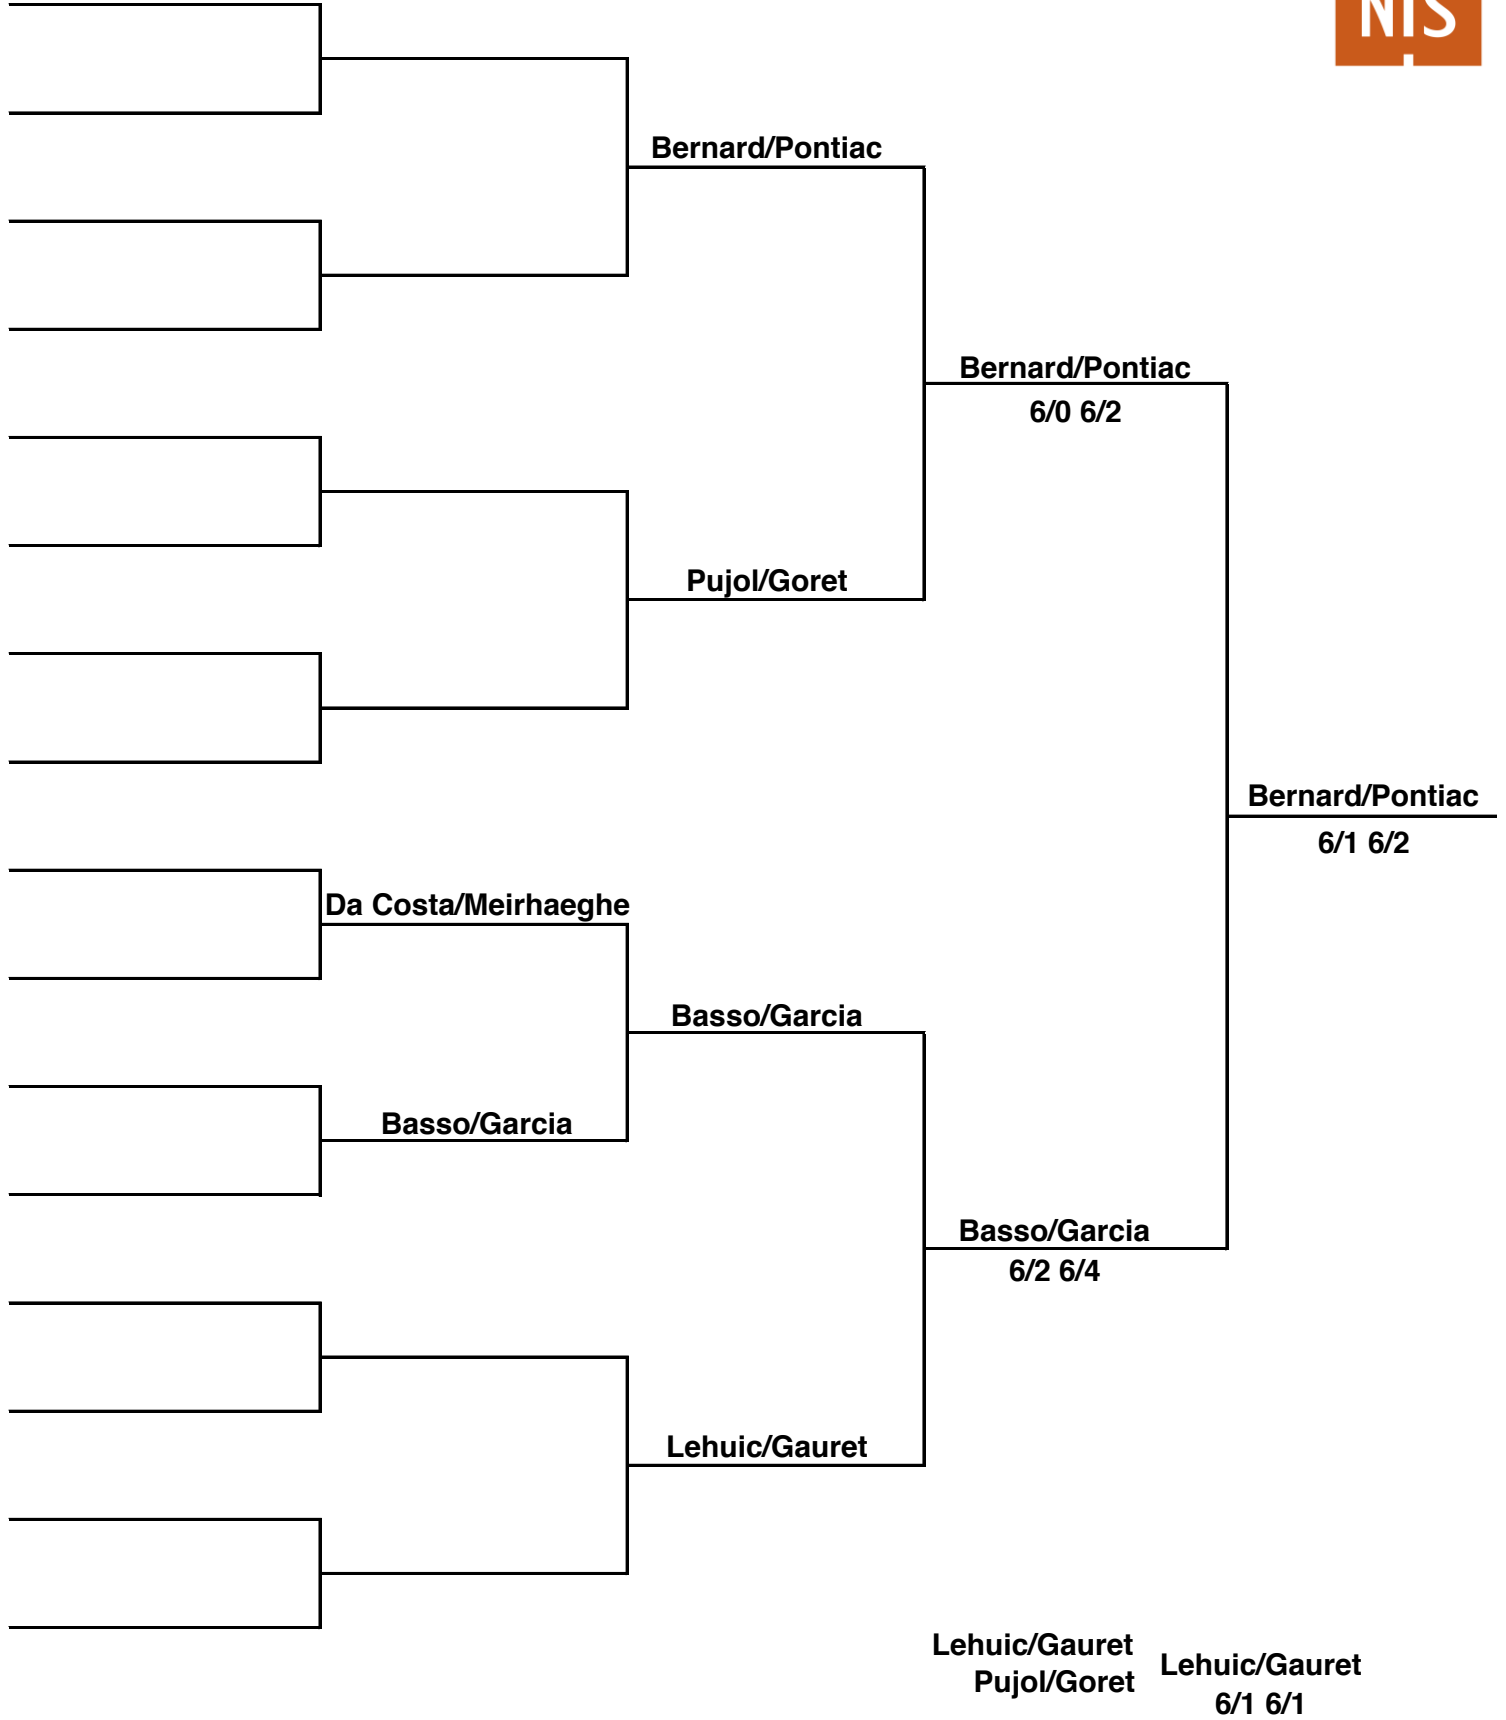 NIS
Bernard/Pontiac
Bernard/Pontiac
6/0 6/2
Pujol/Goret
Bernard/Pontiac
6/1 6/2
Da Costa/Meirhaeghe
Basso/Garcia
Basso/Garcia
Basso/Garcia
6/2 6/4
Lehuic/Gauret
Lehuic/Gauret
Pujol/Goret
Lehuic/Gauret
6/1 6/1